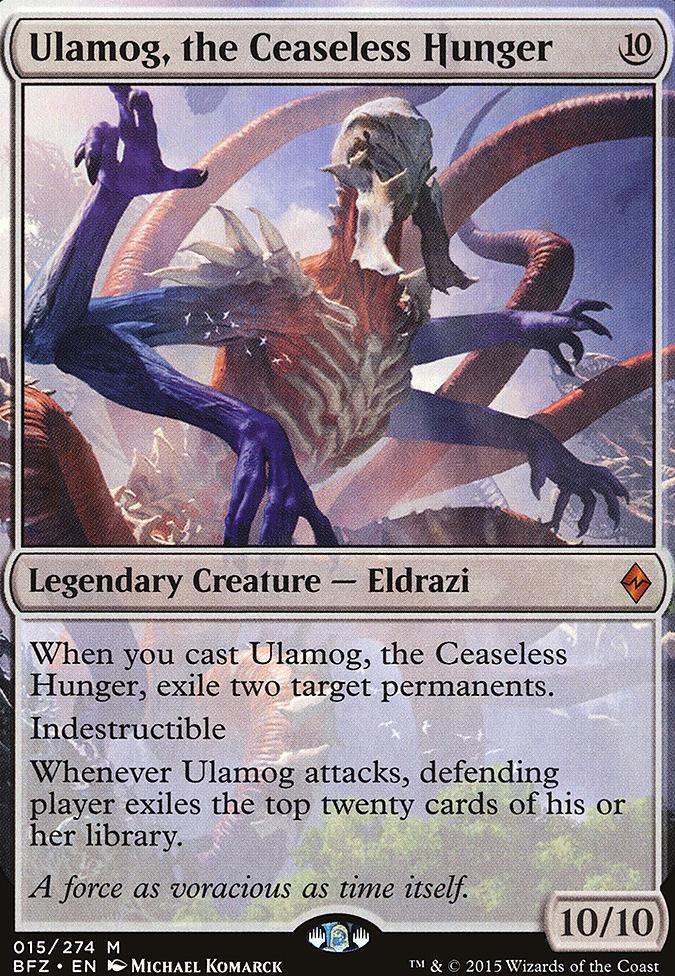 Ulamog, the Ceaseless Hunger 10
Legendary Creature — Eldrazi
When you cast Ulamog, the Ceaseless
Hunger, exile two target permanents.
Indestructible
Whenever Ulamog attacks, defending
player exiles the top twenty cards of his or
her library.
A force as voracious as time itself.
10/10
015/274 M
BFZ • EN Michael Komarck
™ & © 2015 Wizards of the Coast